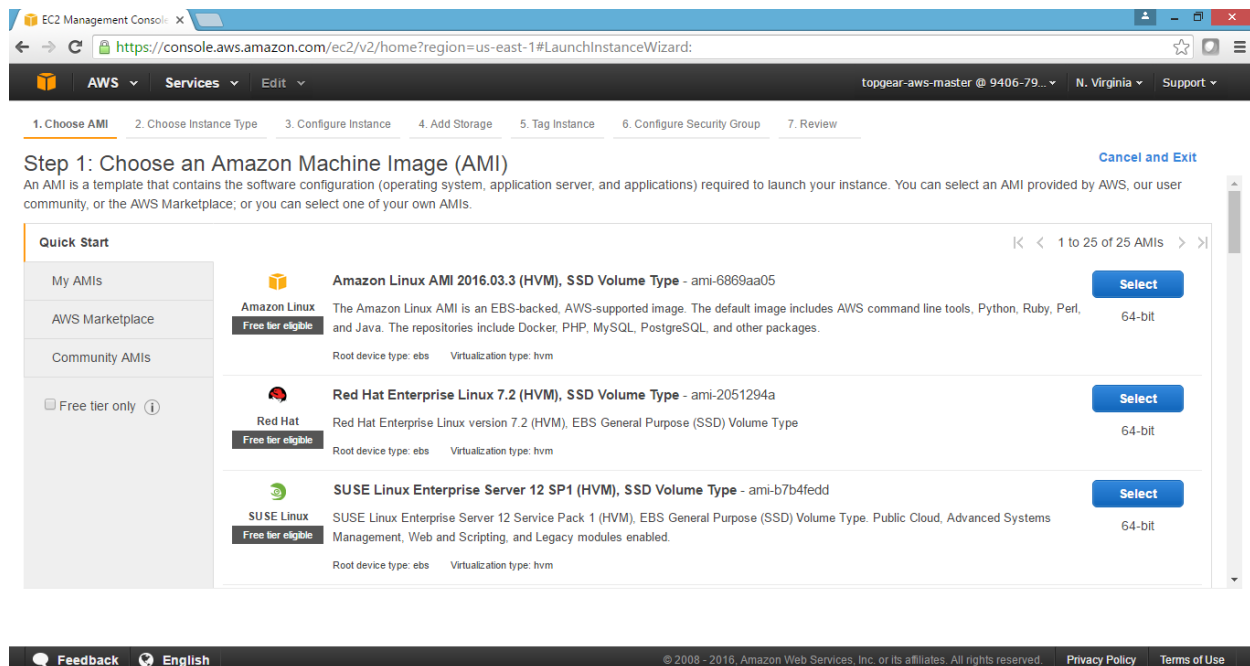 EC2 Management Console
https://console.aws.amazon.com/ec2/v2/home?region=us-east-1#LaunchInstanceWizard:
AWS Services Edit topgear-aws-master @ 9406-79... N. Virginia Support
1. Choose AMI 2. Choose Instance Type 3. Configure Instance 4. Add Storage 5. Tag Instance 6. Configure Security Group 7. Review
Step 1: Choose an Amazon Machine Image (AMI)
Cancel and Exit
An AMI is a template that contains the software configuration (operating system, application server, and applications) required to launch your instance. You can select an AMI provided by AWS, our user
community, or the AWS Marketplace; or you can select one of your own AMIs.
Quick Start
1 to 25 of 25 AMIs
My AMIs
AWS Marketplace
Community AMIs
Free tier only
Amazon Linux
Free tier eligible
Amazon Linux AMI 2016.03.3 (HVM), SSD Volume Type - ami-6869aa05
The Amazon Linux AMI is an EBS-backed, AWS-supported image. The default image includes AWS command line tools, Python, Ruby, Perl,
and Java. The repositories include Docker, PHP, MySQL, PostgreSQL, and other packages.
Root device type: ebs Virtualization type: hvm
Select
64-bit
Red Hat
Free tier eligible
Red Hat Enterprise Linux 7.2 (HVM), SSD Volume Type - ami-2051294a
Red Hat Enterprise Linux version 7.2 (HVM), EBS General Purpose (SSD) Volume Type
Root device type: ebs Virtualization type: hvm
Select
64-bit
SUSE Linux
Free tier eligible
SUSE Linux Enterprise Server 12 SP1 (HVM), SSD Volume Type - ami-b7b4fedd
SUSE Linux Enterprise Server 12 Service Pack 1 (HVM), EBS General Purpose (SSD) Volume Type. Public Cloud, Advanced Systems
Management, Web and Scripting, and Legacy modules enabled.
Root device type: ebs Virtualization type: hvm
Select
64-bit
Feedback English © 2008 - 2016, Amazon Web Services, Inc. or its affiliates. All rights reserved. Privacy Policy Terms of Use